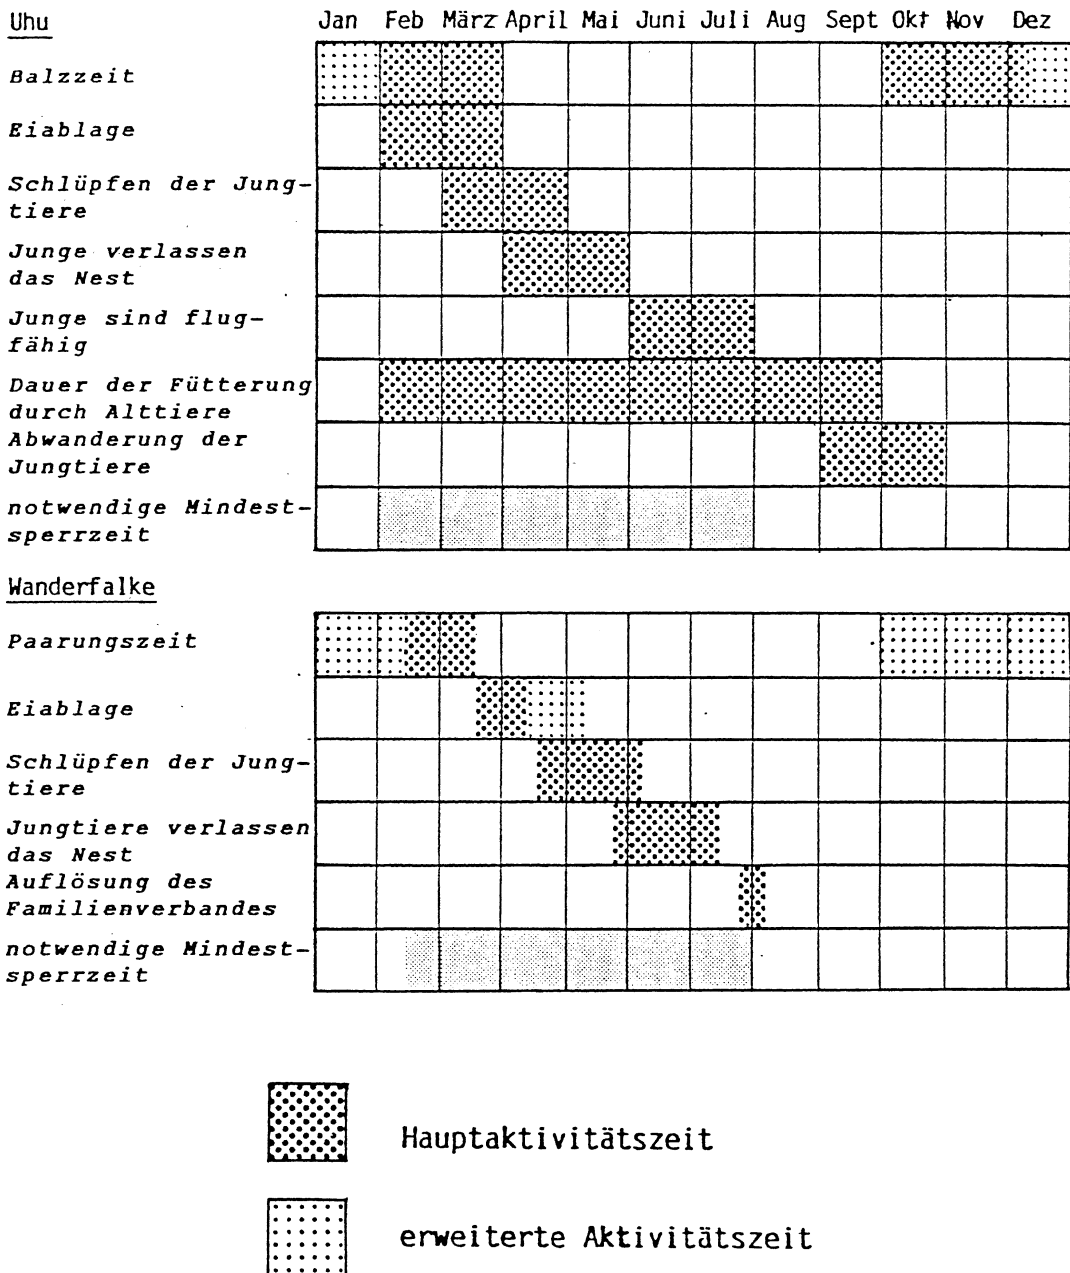 Uhu Jan Feb März April Mai Juni Juli Aug Sept Okt Nov Dez
Balzzeit
Eiablage
Schlüpfen der Jung-
tiere
Junge verlassen
das Nest
Junge sind flug-
fähig
Dauer der Fütterung
durch Alttiere
Abwanderung der
Jungtiere
notwendige Mindest-
sperrzeit
Wanderfalke
Paarungszeit
Eiablage
Schlüpfen der Jung-
tiere
Jungtiere verlassen
das Nest
Auflösung des
Familienverbandes
notwendige Mindest-
sperrzeit
Hauptaktivitätszeit
erweiterte Aktivitätszeit